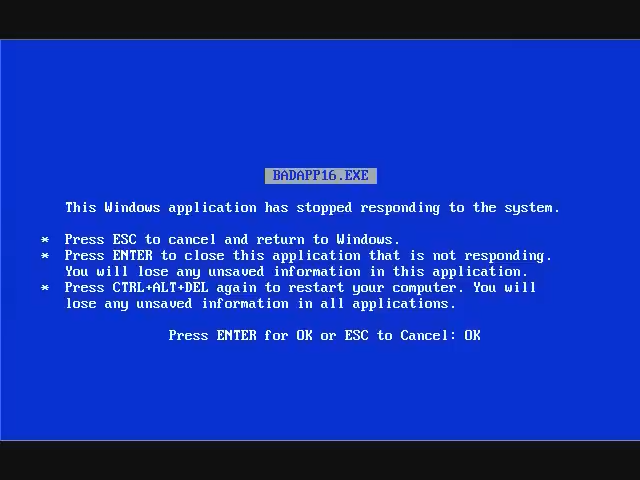 BADAPP16.EXE
This Windows application has stopped responding to the system.
* Press ESC to cancel and return to Windows.
* Press ENTER to close this application that is not responding.
You will lose any unsaved information in this application.
* Press CTRL+ALT+DEL again to restart your computer. You will
lose any unsaved information in all applications.
Press ENTER for OK or ESC to Cancel: OK